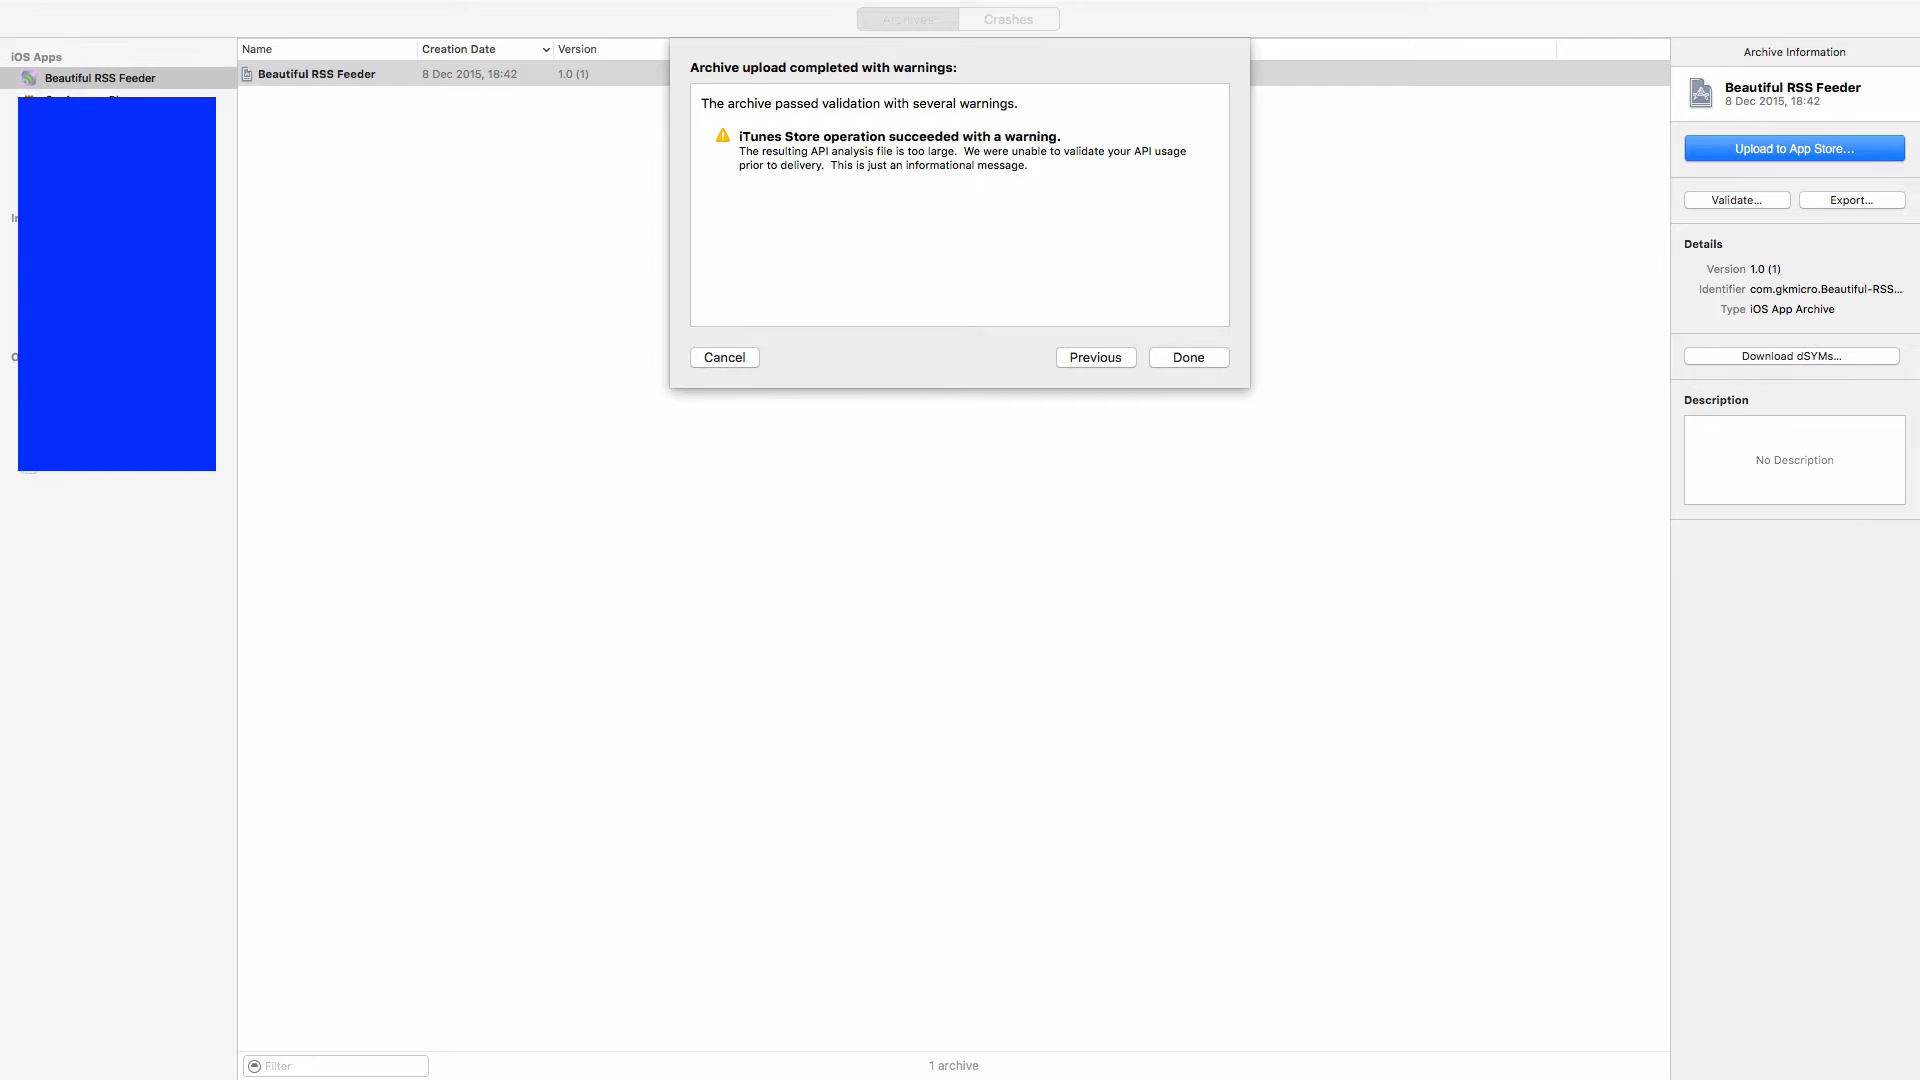 Archives
Crashes
iOS Apps
Beautiful RSS Feeder
Name
Creation Date
Version
Beautiful RSS Feeder
8 Dec 2015, 18:42
1.0 (1)
Archive upload completed with warnings:
The archive passed validation with several warnings.
iTunes Store operation succeeded with a warning.
The resulting API analysis file is too large. We were unable to validate your API usage
prior to delivery. This is just an informational message.
Cancel
Previous
Done
Archive Information
Beautiful RSS Feeder
8 Dec 2015, 18:42
Upload to App Store...
Validate...
Export...
Details
Version 1.0 (1)
Identifier com.gkmicro.Beautiful-RSS...
Type iOS App Archive
Download dSYMs...
Description
No Description
Filter
1 archive